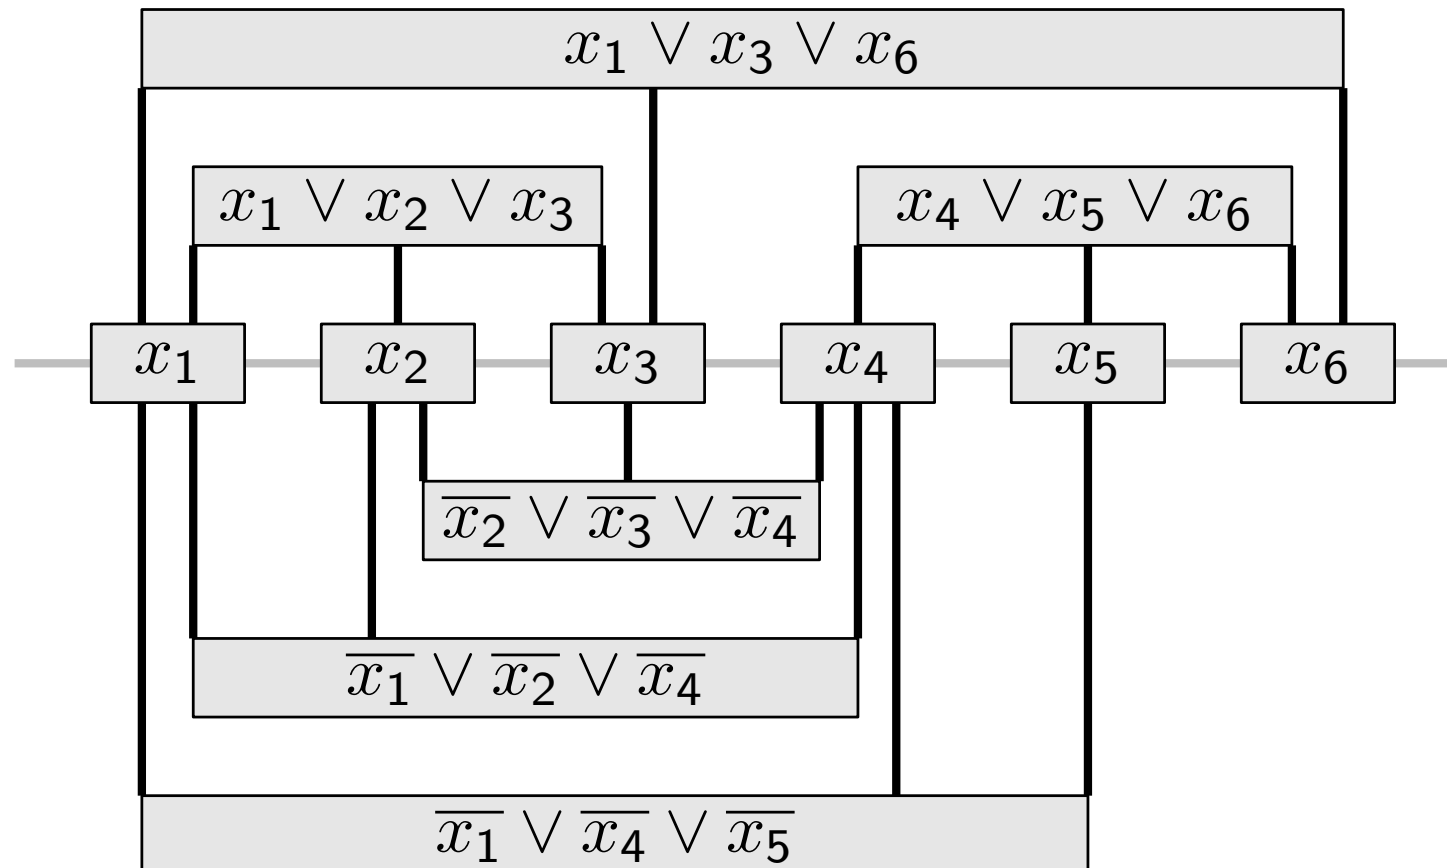 x₁ ∨ x₃ ∨ x₆
x₁ ∨ x₂ ∨ x₃
x₄ ∨ x₅ ∨ x₆
x₁
x₂
x₃
x₄
x₅
x₆
x̅₂ ∨ x̅₃ ∨ x̅₄
x̅₁ ∨ x̅₂ ∨ x̅₄
x̅₁ ∨ x̅₄ ∨ x̅₅